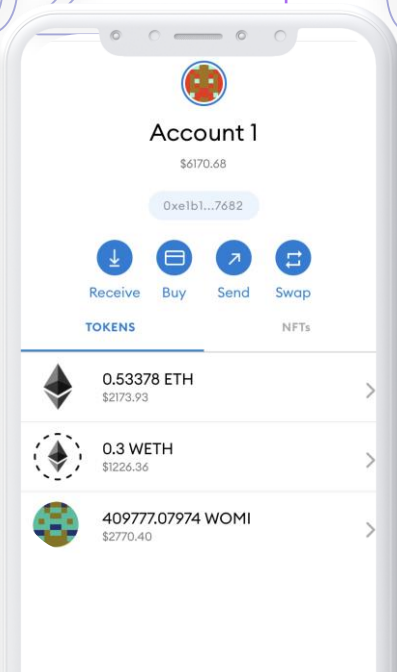 Account 1
$6170.68
0xe1b1...7682
Receive Buy Send Swap
TOKENS NFTs
0.53378 ETH
$2173.93
0.3 WETH
$1226.36
409777.07974 WOMI
$2770.40